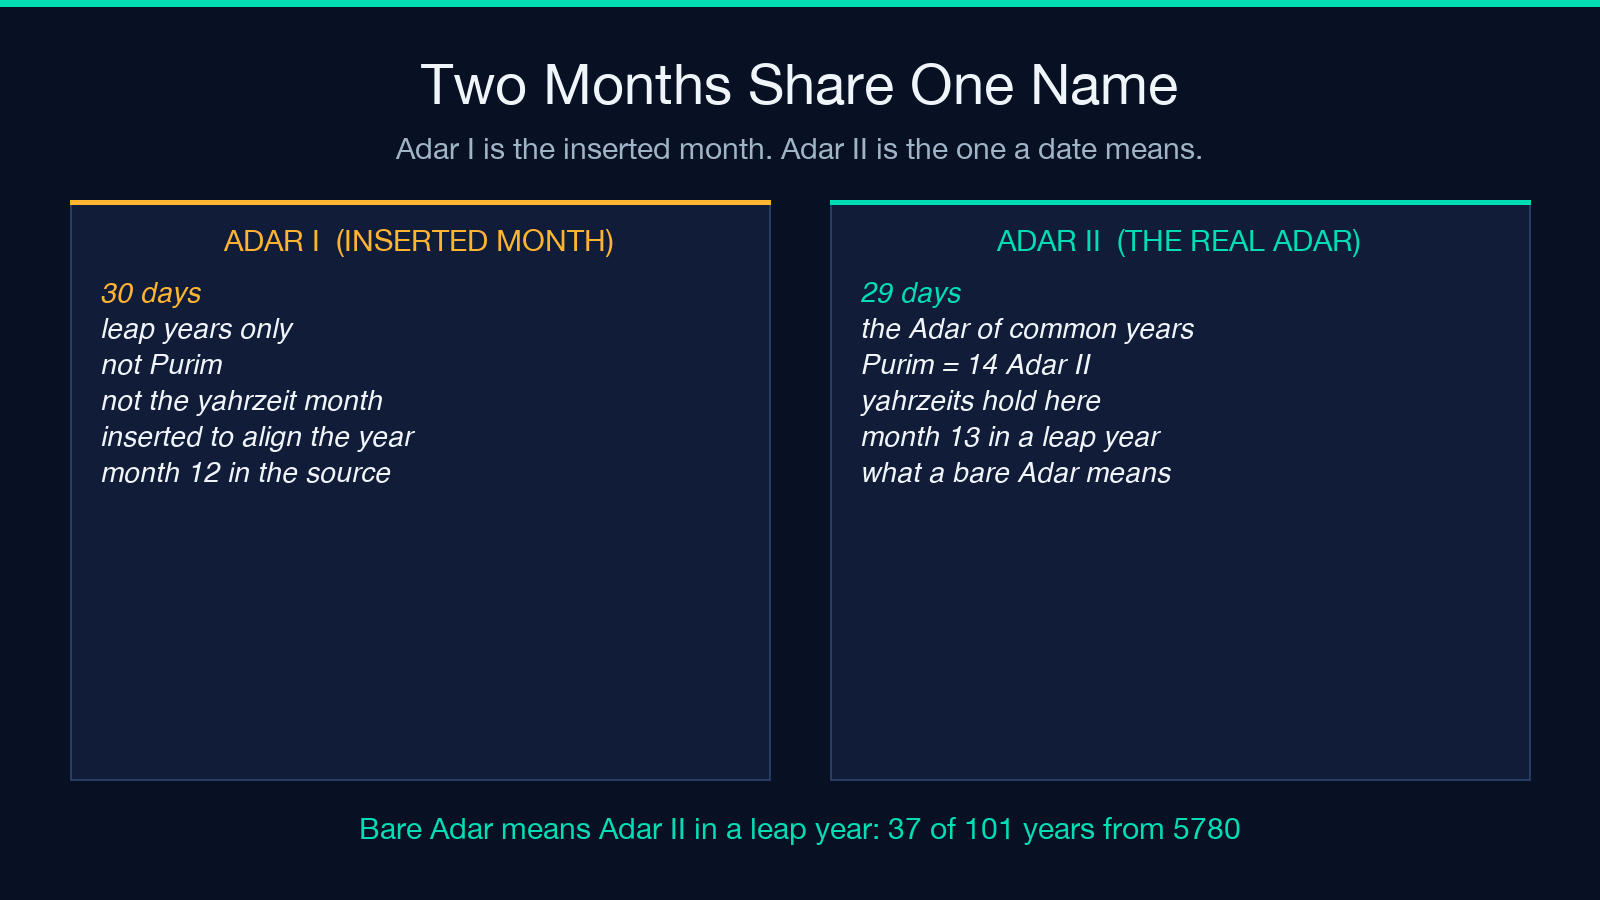 Two Months Share One Name
Adar I is the inserted month. Adar II is the one a date means.
ADAR I (INSERTED MONTH)
30 days
leap years only
not Purim
not the yahrzeit month
inserted to align the year
month 12 in the source
ADAR II (THE REAL ADAR)
29 days
the Adar of common years
Purim = 14 Adar II
yahrzeits hold here
month 13 in a leap year
what a bare Adar means
Bare Adar means Adar II in a leap year: 37 of 101 years from 5780